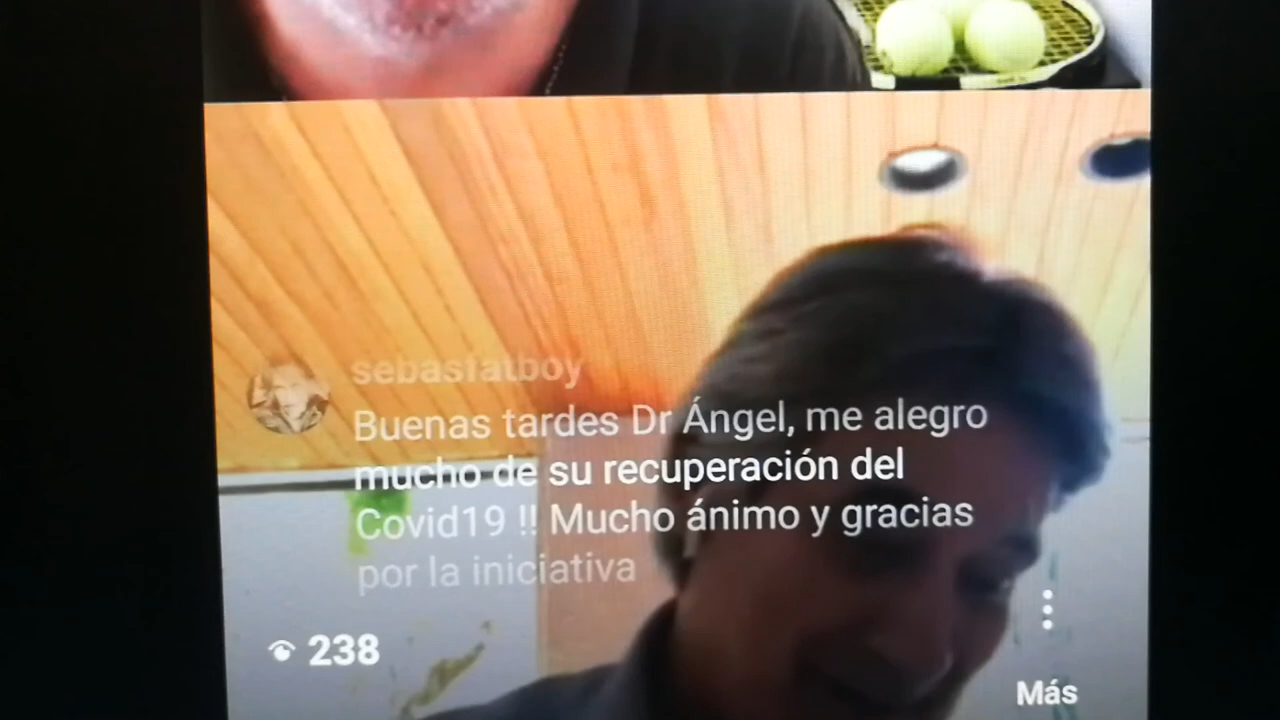 sebasfatboy
Buenas tardes Dr Ángel, me alegro
mucho de su recuperación del
Covid19 !! Mucho ánimo y gracias
por la iniciativa
238
Más